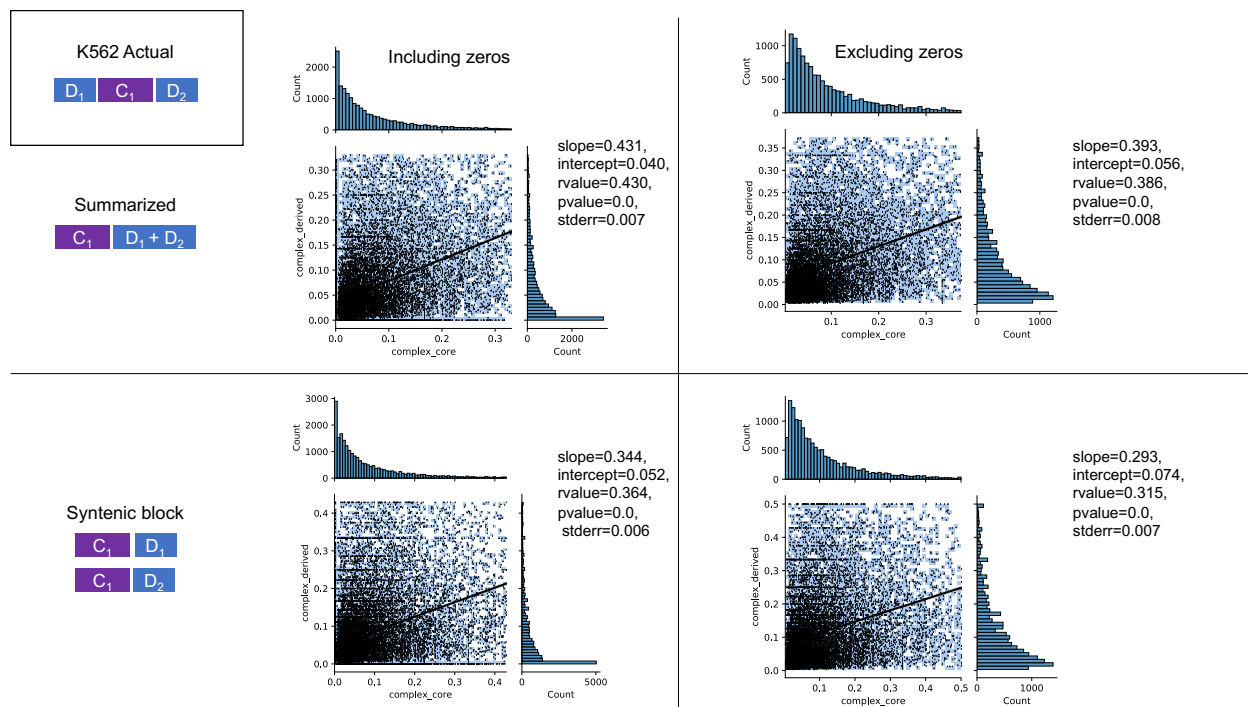 K562 Actual
D1 C1 D2
Including zeros
Excluding zeros
Summarized
C1 D1 + D2
Count
2000
1000
0
complex_derived
0.30
0.25
0.20
0.15
0.10
0.05
0.00
0.0 0.1 0.2 0.3
complex_core
0 2000
Count
slope=0.431,
intercept=0.040,
rvalue=0.430,
pvalue=0.0,
stderr=0.007
Count
1000
500
0
complex_derived
0.35
0.30
0.25
0.20
0.15
0.10
0.05
0.00
0.1 0.2 0.3
complex_core
0 1000
Count
slope=0.393,
intercept=0.056,
rvalue=0.386,
pvalue=0.0,
stderr=0.008
Syntenic block
C1 D1
C1 D2
Count
3000
2000
1000
0
complex_derived
0.4
0.3
0.2
0.1
0.0
0.0 0.1 0.2 0.3 0.4
complex_core
0 5000
Count
slope=0.344,
intercept=0.052,
rvalue=0.364,
pvalue=0.0,
stderr=0.006
Count
1000
500
0
complex_derived
0.5
0.4
0.3
0.2
0.1
0.0
0.1 0.2 0.3 0.4 0.5
complex_core
0 1000
Count
slope=0.293,
intercept=0.074,
rvalue=0.315,
pvalue=0.0,
stderr=0.007